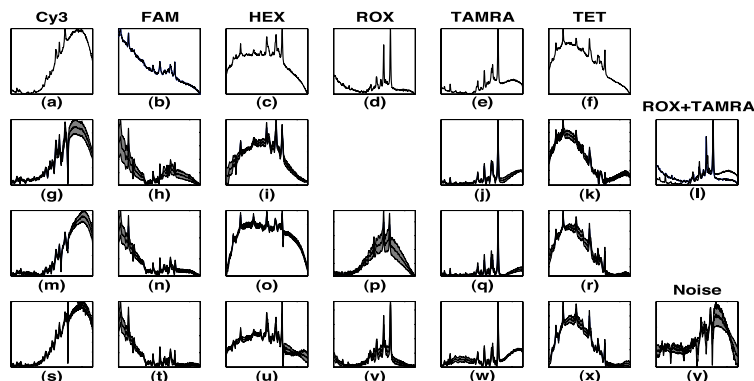 Cy3 FAM HEX ROX TAMRA TET
(a) (b) (c) (d) (e) (f)
ROX+TAMRA
(g) (h) (i) (j) (k) (l)
(m) (n) (o) (p) (q) (r)
Noise
(s) (t) (u) (v) (w) (x) (y)